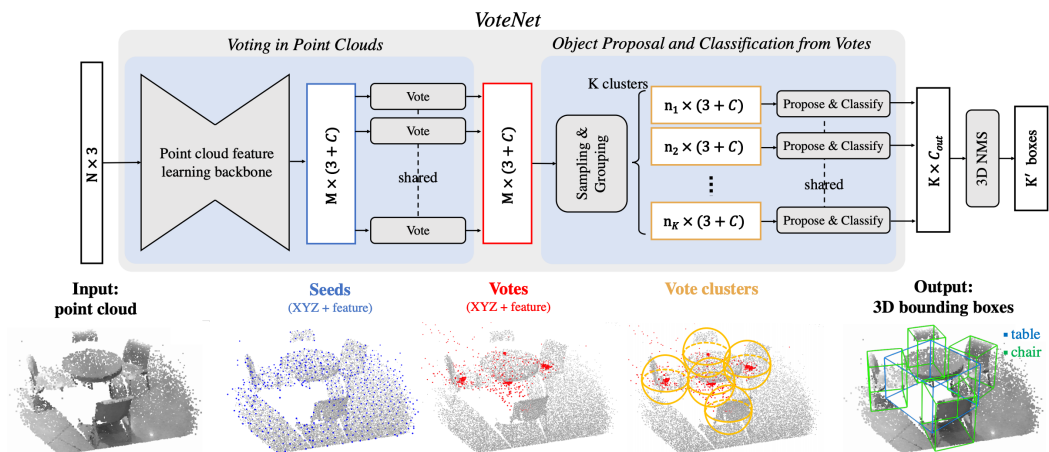 VoteNet
Voting in Point Clouds
Object Proposal and Classification from Votes
N × 3
Point cloud feature
learning backbone
M × (3 + C)
Vote
Vote
shared
Vote
M × (3 + C)
Sampling &
Grouping
K clusters
n₁ × (3 + C)
n₂ × (3 + C)
...
n_K × (3 + C)
Propose & Classify
Propose & Classify
shared
Propose & Classify
K × C_out
3D NMS
K' boxes
Input:
point cloud
Seeds
(XYZ + feature)
Votes
(XYZ + feature)
Vote clusters
Output:
3D bounding boxes
table
chair